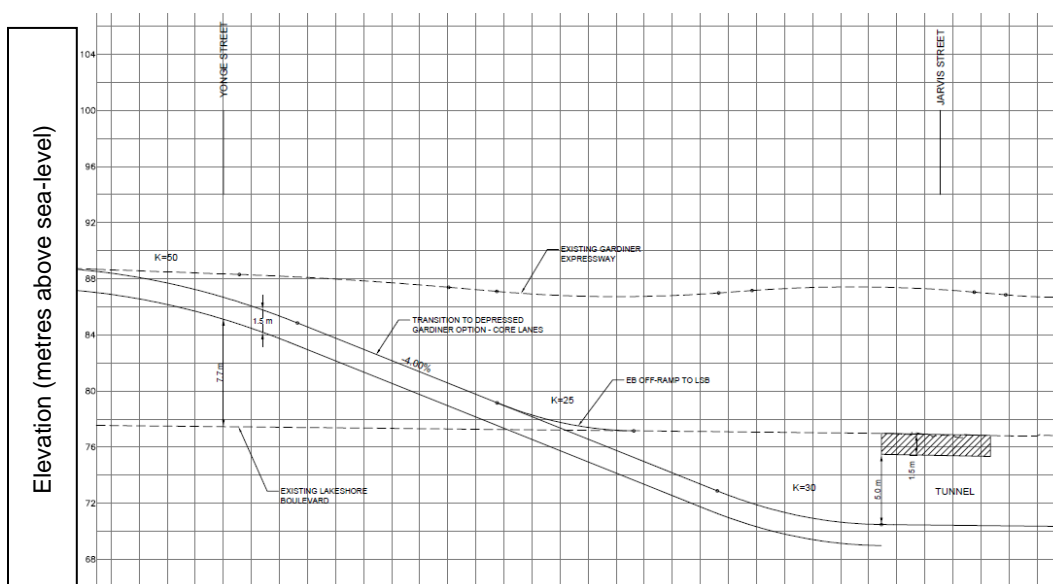 Elevation (metres above sea-level)
104
100
96
92
88
84
80
76
72
68
YONGE STREET
JARVIS STREET
K=50
EXISTING GARDINER
EXPRESSWAY
1.5 m
TRANSITION TO DEPRESSED
GARDINER OPTION - CORE LANES
7.7 m
-4.00%
EB OFF-RAMP TO LSB
K=25
EXISTING LAKESHORE
BOULEVARD
K=30
5.0 m
1.5 m
TUNNEL